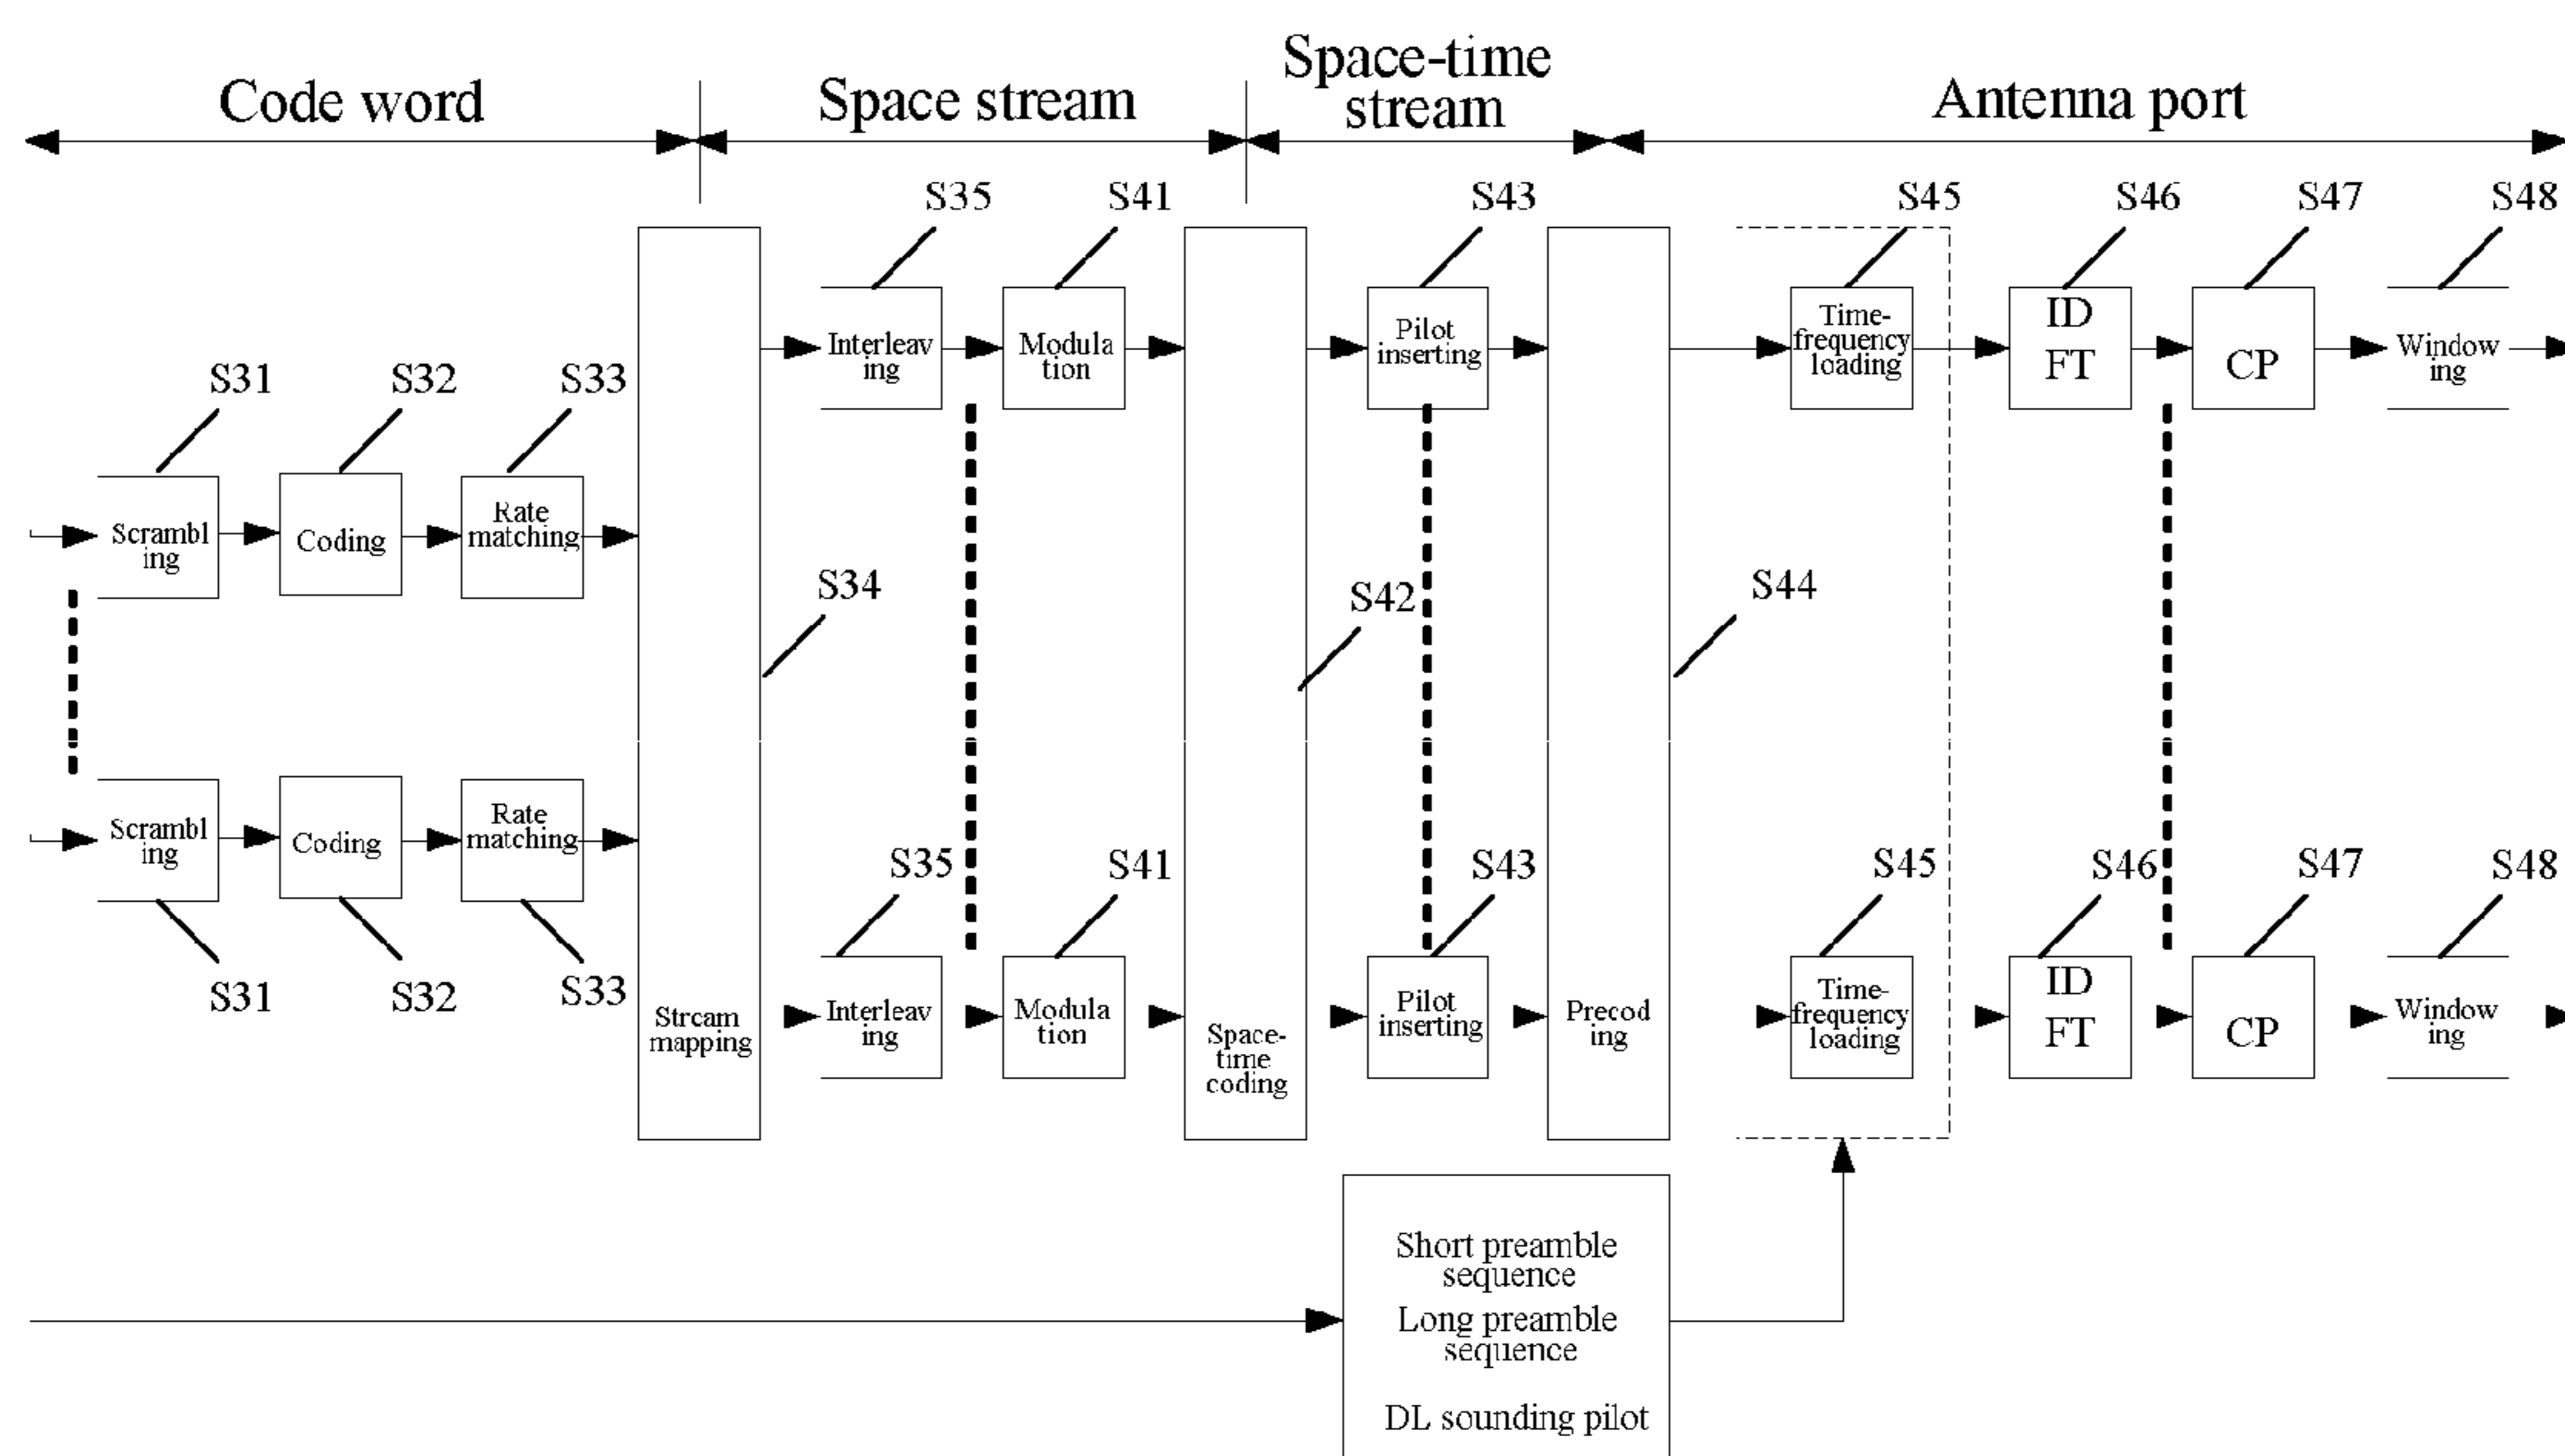 Code word
Space stream
Space-time
stream
Antenna port
S35
S41
S43
S45
S46
S47
S48
Interleav
ing
Modula
tion
Pilot
inserting
Time-
frequency
loading
ID
FT
CP
Window
ing
S31
S32
S33
Scrambl
ing
Coding
Rate
matching
S34
S42
S44
Scrambl
ing
Coding
Rate
matching
S31
S32
S33
S35
S41
S43
S45
S46
S47
S48
Stream
mapping
Interleav
ing
Modula
tion
Space-
time
coding
Pilot
inserting
Precod
ing
Time-
frequency
loading
ID
FT
CP
Window
ing
Short preamble
sequence
Long preamble
sequence
DL sounding pilot